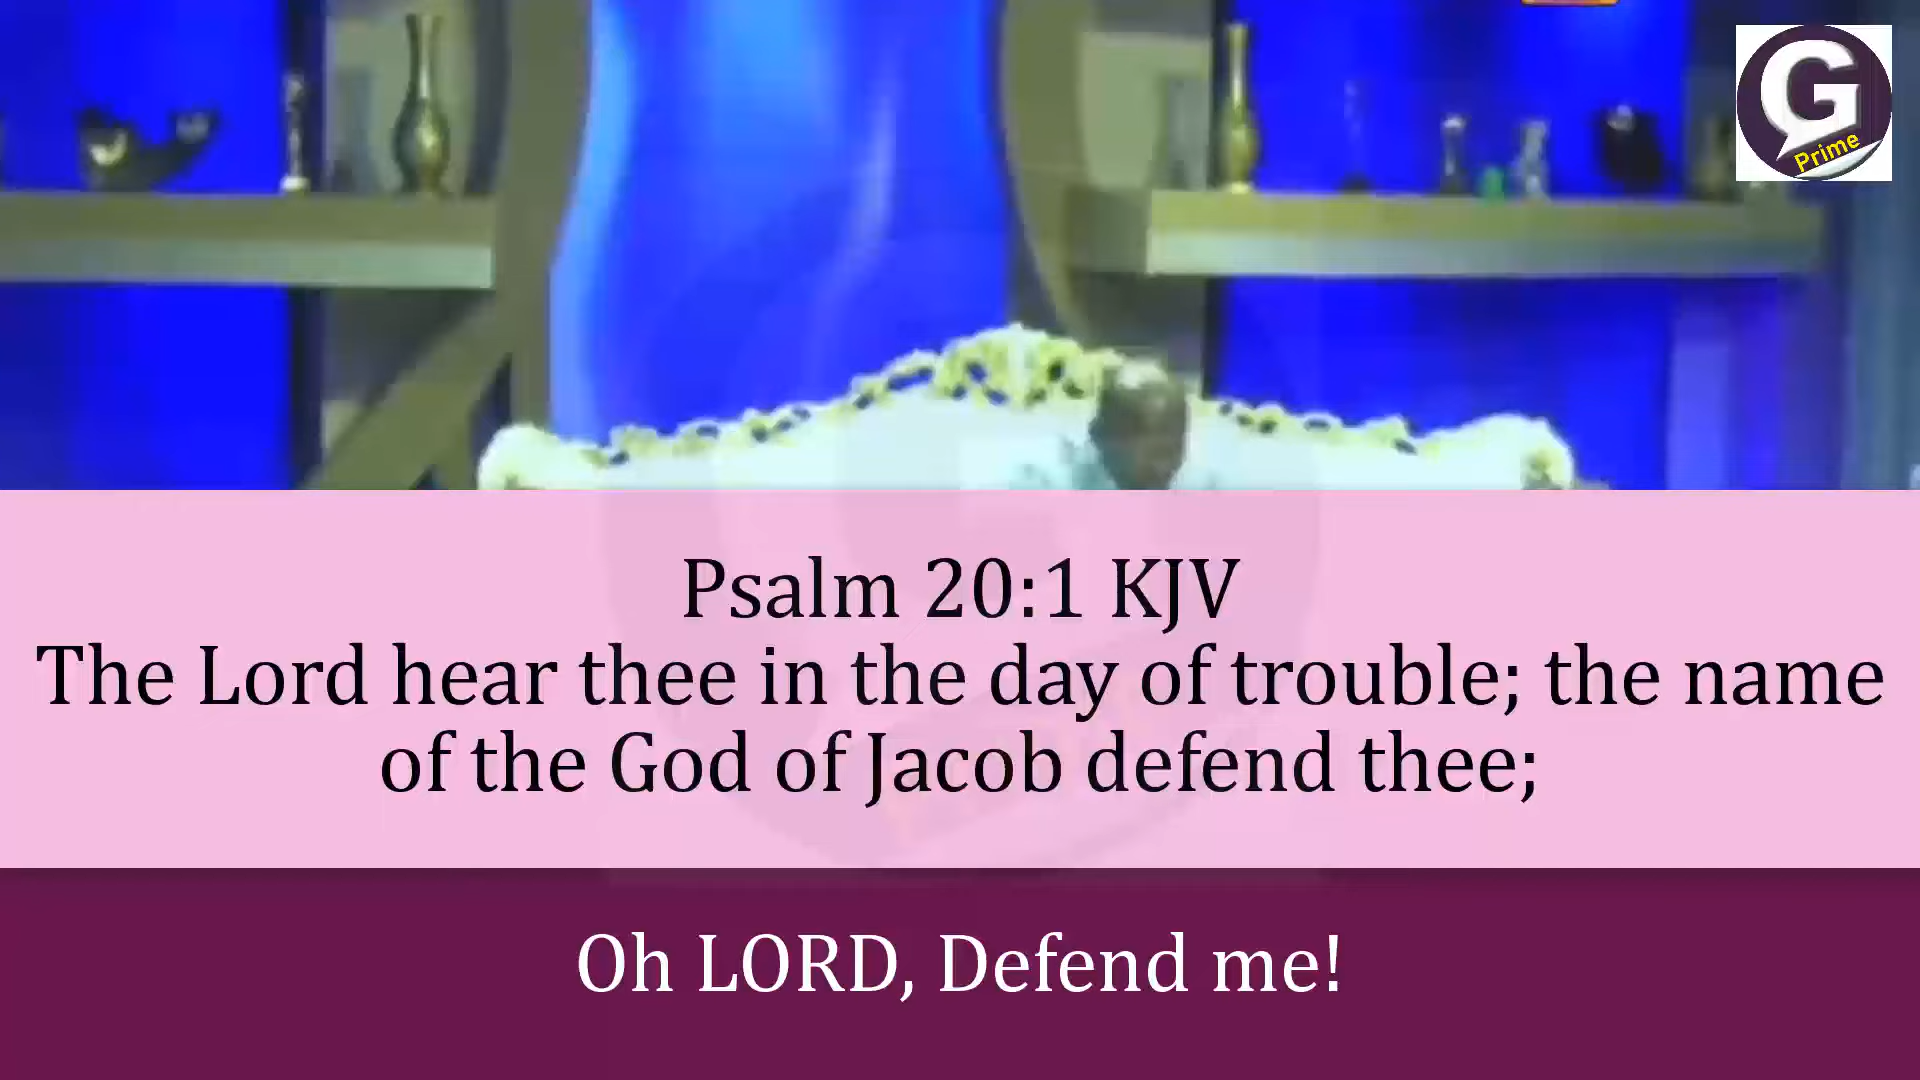 G
Prime
Psalm 20:1 KJV
The Lord hear thee in the day of trouble; the name
of the God of Jacob defend thee;
Oh LORD, Defend me!